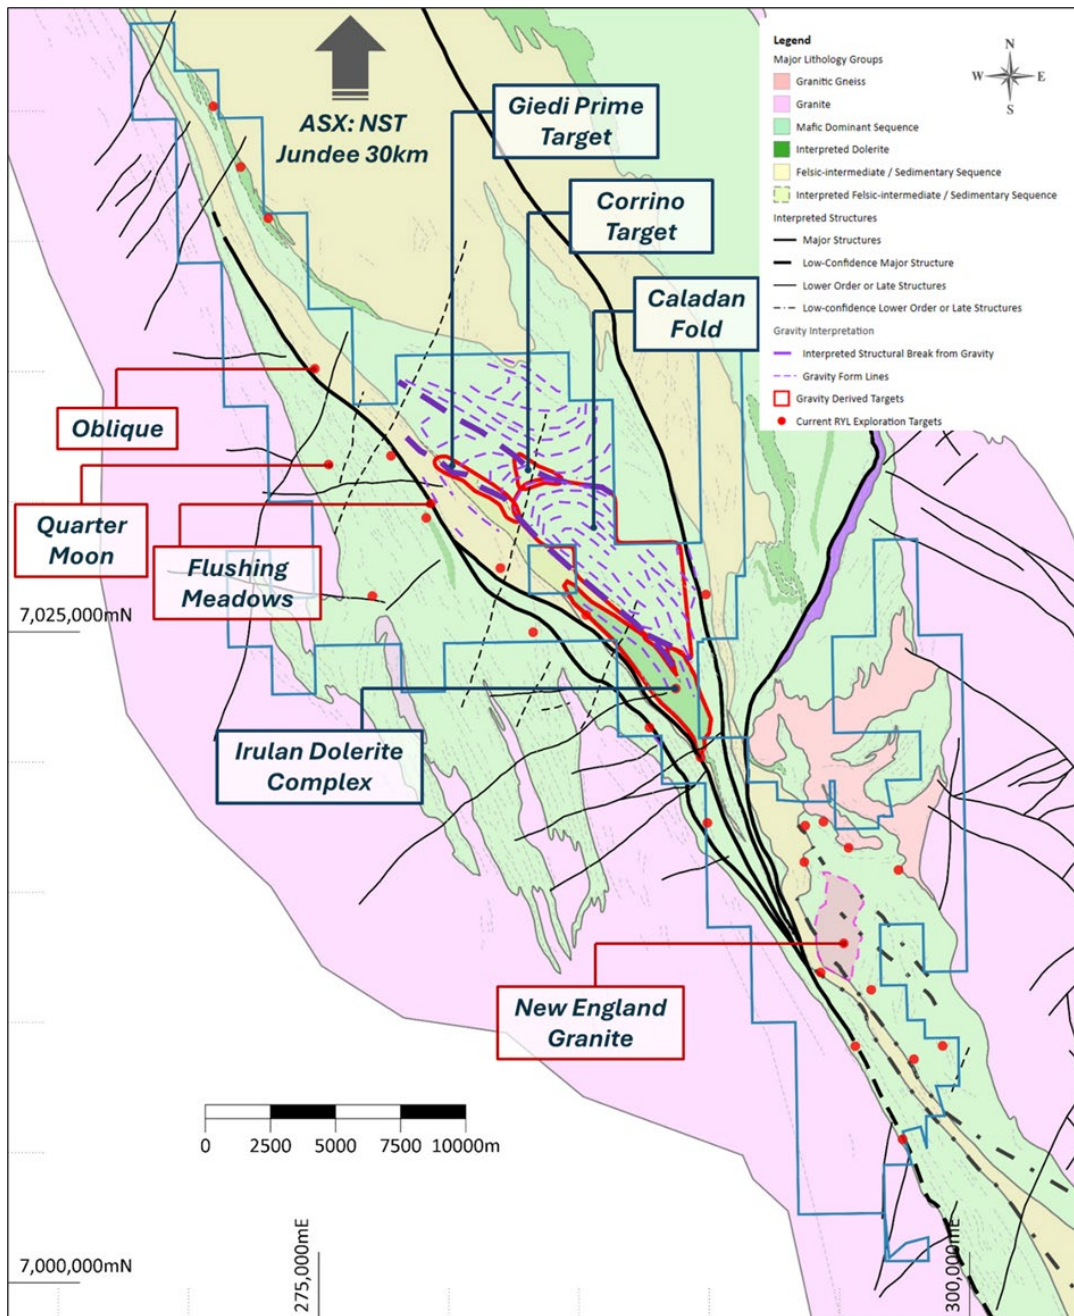 ASX: NST
Jundee 30km
Giedi Prime
Target
Corrino
Target
Caladan
Fold
Legend
Major Lithology Groups
Granitic Gneiss
Granite
Mafic Dominant Sequence
Interpreted Dolerite
Felsic-intermediate / Sedimentary Sequence
Interpreted Felsic-intermediate / Sedimentary Sequence
Interpreted Structures
Major Structures
Low-Confidence Major Structure
Lower Order or Late Structures
Low-confidence Lower Order or Late Structures
Gravity Interpretation
Interpreted Structural Break from Gravity
Gravity Form Lines
Gravity Derived Targets
Current RYL Exploration Targets
N
W E
S
Oblique
Quarter
Moon
Flushing
Meadows
7,025,000mN
Irulan Dolerite
Complex
New England
Granite
0 2500 5000 7500 10000m
7,000,000mN
275,000mE
300,000mE